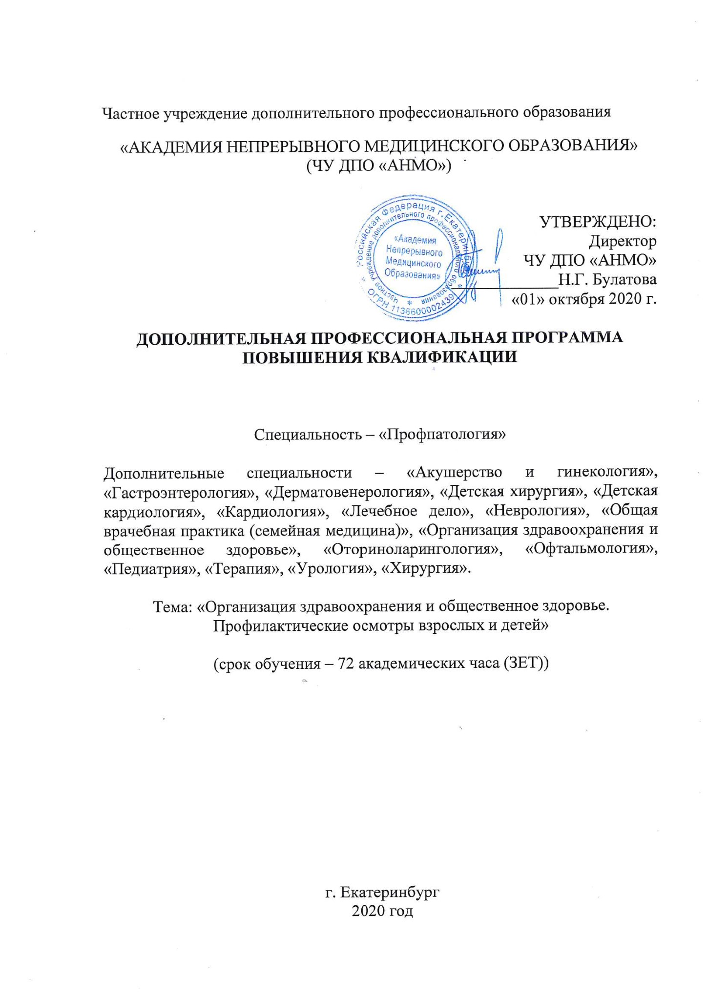 Частное учреждение дополнительного профессионального образования
«АКАДЕМИЯ НЕПРЕРЫВНОГО МЕДИЦИНСКОГО ОБРАЗОВАНИЯ»
(ЧУ ДПО «АНМО»)
Российская Федерация г.Екатеринбург
Частное учреждение дополнительного профессионального образования
ОГРН 1136600002439
«Академия
Непрерывного
Медицинского
Образования»
УТВЕРЖДЕНО:
Директор
ЧУ ДПО «АНМО»
Н.Г. Булатова
«01» октября 2020 г.
ДОПОЛНИТЕЛЬНАЯ ПРОФЕССИОНАЛЬНАЯ ПРОГРАММА
ПОВЫШЕНИЯ КВАЛИФИКАЦИИ
Специальность – «Профпатология»
Дополнительные специальности – «Акушерство и гинекология»,
«Гастроэнтерология», «Дерматовенерология», «Детская хирургия», «Детская
кардиология», «Кардиология», «Лечебное дело», «Неврология», «Общая
врачебная практика (семейная медицина)», «Организация здравоохранения и
общественное здоровье», «Оториноларингология», «Офтальмология»,
«Педиатрия», «Терапия», «Урология», «Хирургия».
Тема: «Организация здравоохранения и общественное здоровье.
Профилактические осмотры взрослых и детей»
(срок обучения – 72 академических часа (ЗЕТ))
г. Екатеринбург
2020 год